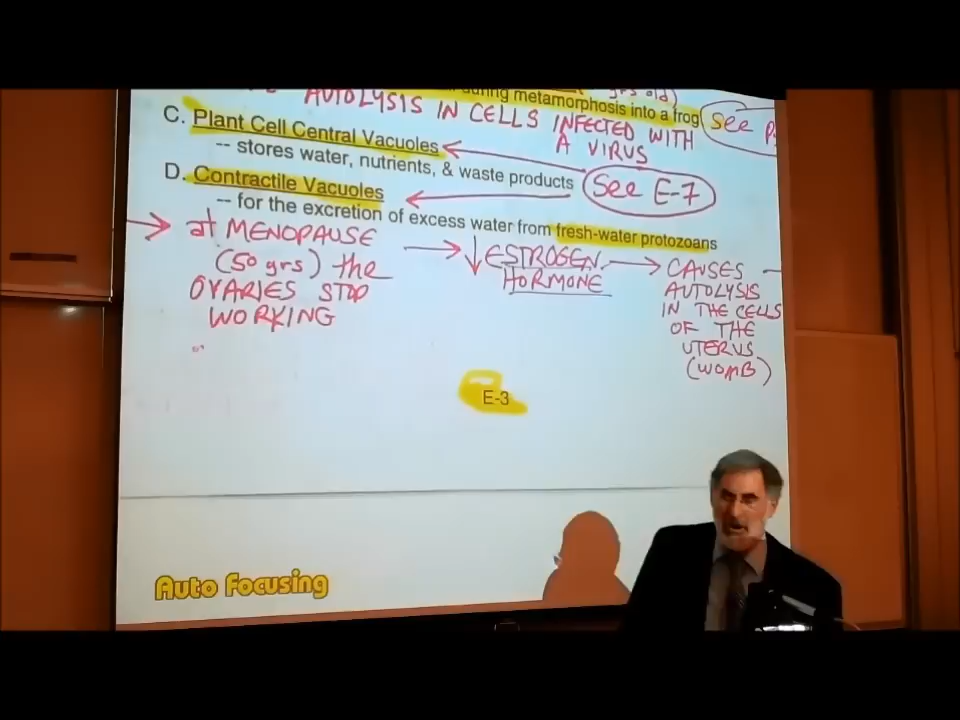 during metamorphosis into a frog
AUTOLYSIS IN CELLS INFECTED WITH
A VIRUS
See
C. Plant Cell Central Vacuoles
-- stores water, nutrients, & waste products
See E-7
D. Contractile Vacuoles
-- for the excretion of excess water from fresh-water protozoans
at MENOPAUSE
(50 yrs) the
OVARIES STOP
WORKING
↓ ESTROGEN
HORMONE
CAUSES
AUTOLYSIS
IN THE CELLS
OF THE
UTERUS
(WOMB)
E-3
Auto Focusing